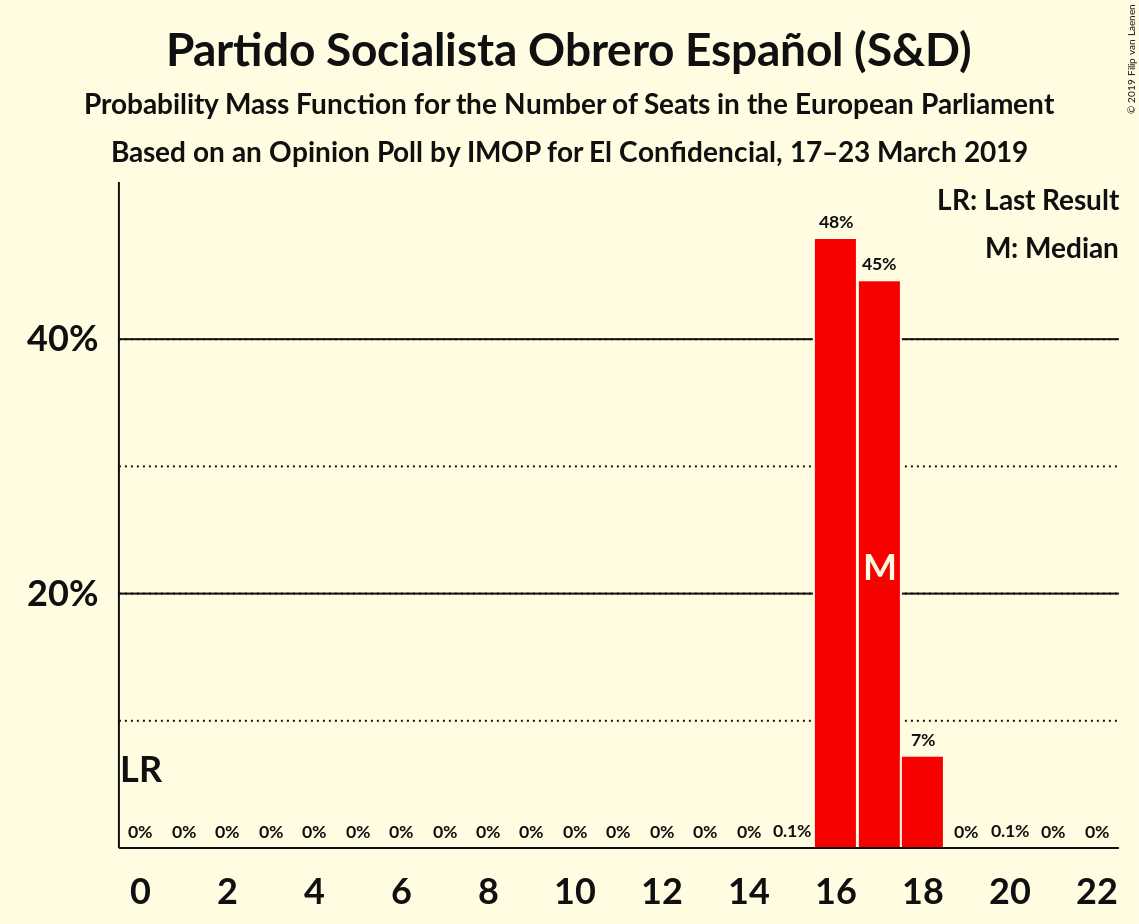 Partido Socialista Obrero Español (S&D)
Probability Mass Function for the Number of Seats in the European Parliament
Based on an Opinion Poll by IMOP for El Confidencial, 17–23 March 2019
© 2019 Filip van Laenen
LR: Last Result
M: Median
48%
45%
40%
20%
M
7%
LR
0% 0% 0% 0% 0% 0% 0% 0% 0% 0% 0% 0% 0% 0% 0% 0.1% 0% 0.1% 0% 0%
0 2 4 6 8 10 12 14 16 18 20 22